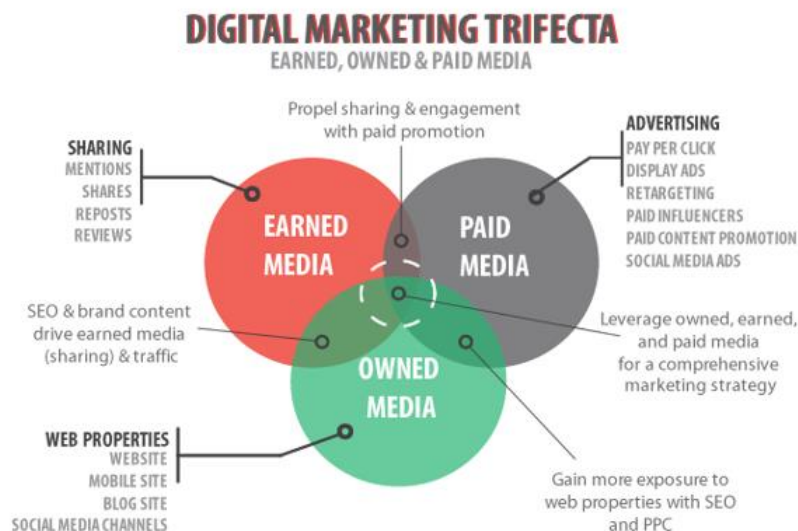 DIGITAL MARKETING TRIFECTA
EARNED, OWNED & PAID MEDIA
Propel sharing & engagement
with paid promotion
SHARING
MENTIONS
SHARES
REPOSTS
REVIEWS
ADVERTISING
PAY PER CLICK
DISPLAY ADS
RETARGETING
PAID INFLUENCERS
PAID CONTENT PROMOTION
SOCIAL MEDIA ADS
EARNED
MEDIA
PAID
MEDIA
SEO & brand content
drive earned media
(sharing) & traffic
Leverage owned, earned,
and paid media
for a comprehensive
marketing strategy
OWNED
MEDIA
WEB PROPERTIES
WEBSITE
MOBILE SITE
BLOG SITE
SOCIAL MEDIA CHANNELS
Gain more exposure to
web properties with SEO
and PPC